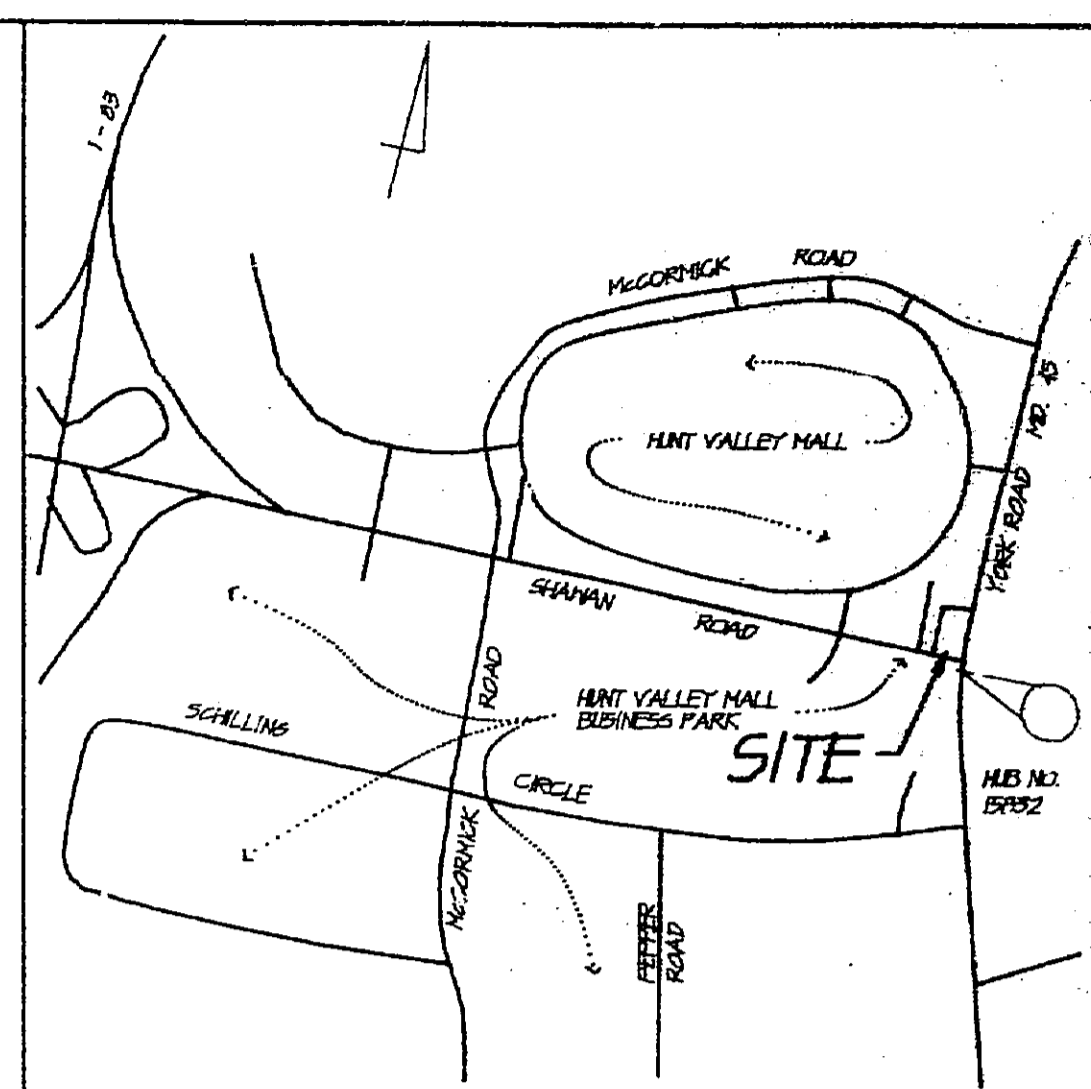 I-83
McCORMICK ROAD
HUNT VALLEY MALL
YORK ROAD MD. 45
SHAWAN ROAD
ROAD
HUNT VALLEY MALL
BUSINESS PARK
SCHILLING
SITE
CIRCLE
HUB NO.
McCORMICK
PEPPER
ROAD